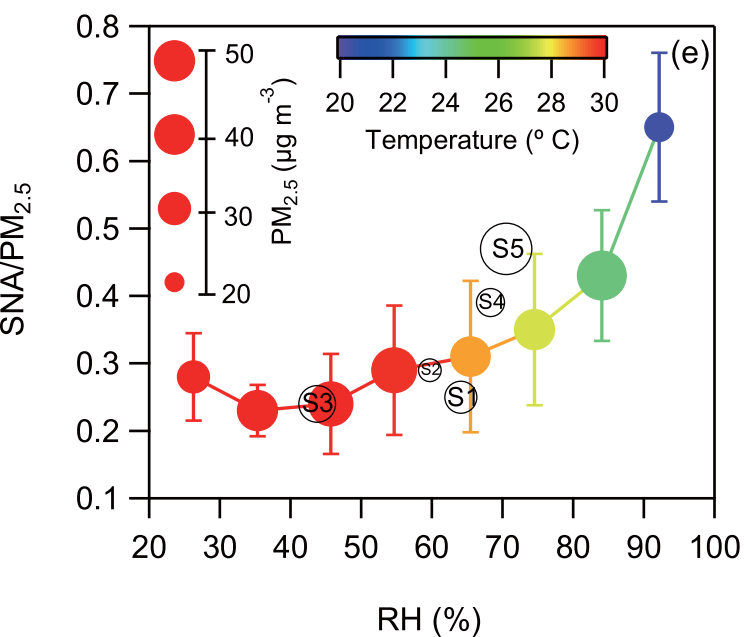 (e)
0.8
0.7
0.6
0.5
0.4
0.3
0.2
0.1
SNA/PM2.5
50
40
30
20
PM2.5 (µg m-3)
20 22 24 26 28 30
Temperature (º C)
S5
S4
S2
S3
S1
20 30 40 50 60 70 80 90 100
RH (%)